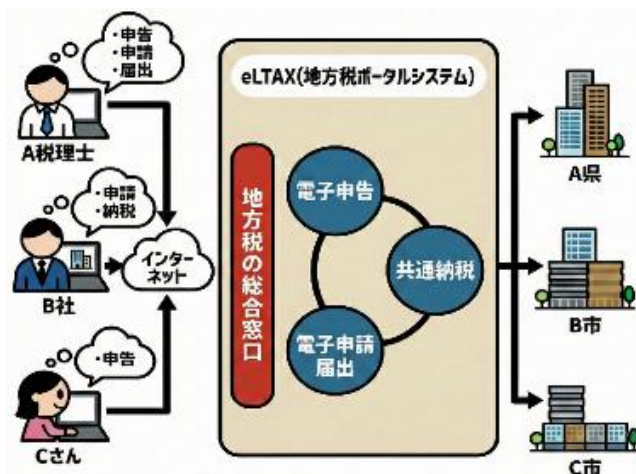 ・申告
・申請
・届出
A税理士
・申請
・納税
B社
・申告
Cさん
インター
ネット
eLTAX(地方税ポータルシステム)
地方税の総合窓口
電子申告
共通納税
電子申請
届出
A県
B市
C市